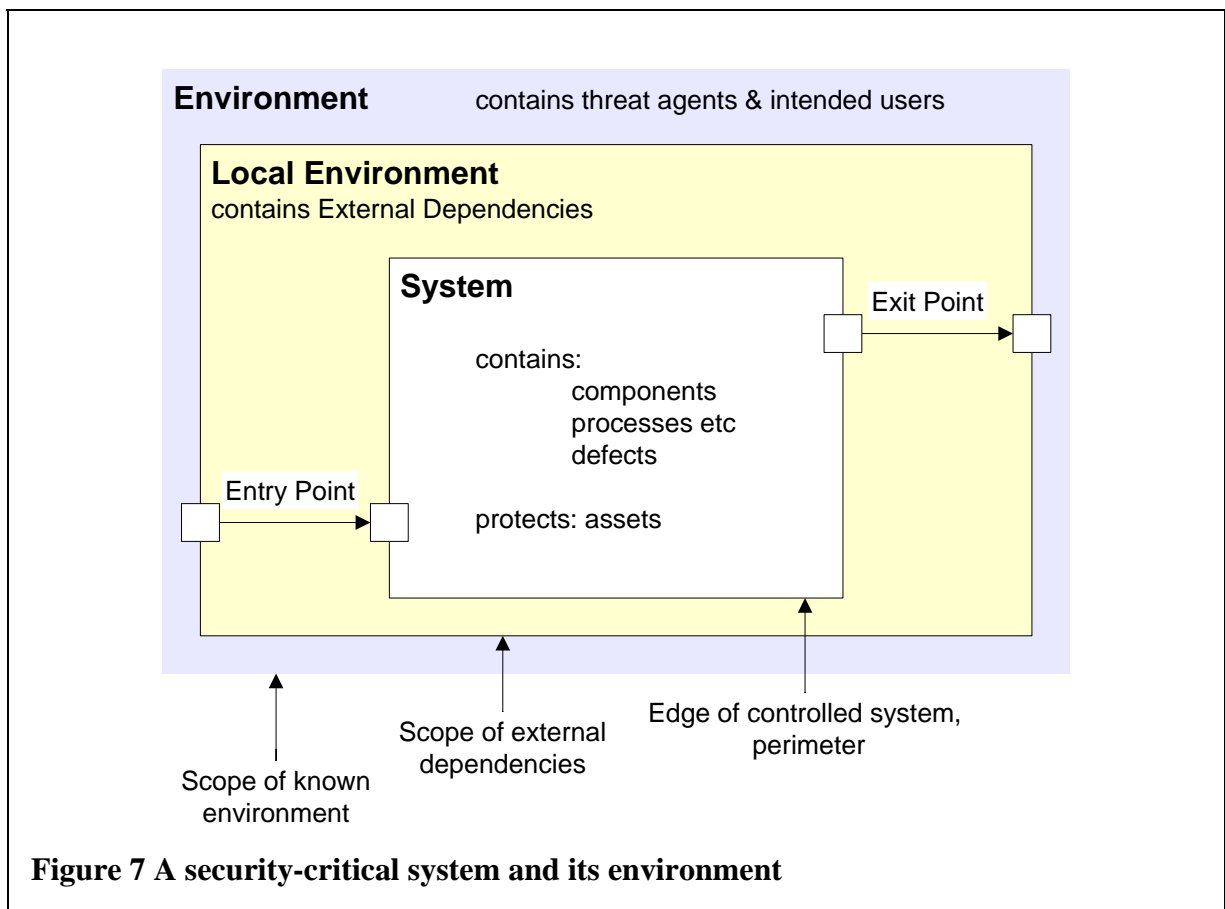 Environment contains threat agents & intended users
Local Environment
contains External Dependencies
System
Exit Point
contains:
components
processes etc
defects
Entry Point
protects: assets
Edge of controlled system,
perimeter
Scope of external
dependencies
Scope of known
environment
Figure 7 A security-critical system and its environment